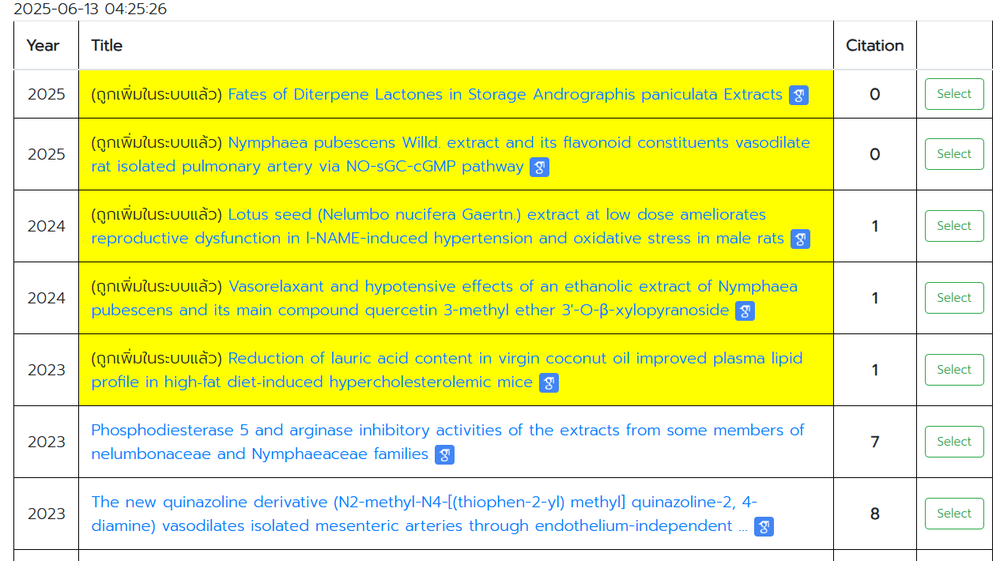 2025-06-13 04:25:26
Year Title Citation
2025 (ถูกเพิ่มในระบบแล้ว) Fates of Diterpene Lactones in Storage Andrographis paniculata Extracts 0 Select
2025 (ถูกเพิ่มในระบบแล้ว) Nymphaea pubescens Willd. extract and its flavonoid constituents vasodilate
rat isolated pulmonary artery via NO-sGC-cGMP pathway 0 Select
2024 (ถูกเพิ่มในระบบแล้ว) Lotus seed (Nelumbo nucifera Gaertn.) extract at low dose ameliorates
reproductive dysfunction in l-NAME-induced hypertension and oxidative stress in male rats 1 Select
2024 (ถูกเพิ่มในระบบแล้ว) Vasorelaxant and hypotensive effects of an ethanolic extract of Nymphaea
pubescens and its main compound quercetin 3-methyl ether 3'-O-β-xylopyranoside 1 Select
2023 (ถูกเพิ่มในระบบแล้ว) Reduction of lauric acid content in virgin coconut oil improved plasma lipid
profile in high‐fat diet‐induced hypercholesterolemic mice 1 Select
2023 Phosphodiesterase 5 and arginase inhibitory activities of the extracts from some members of
nelumbonaceae and Nymphaeaceae families 7 Select
2023 The new quinazoline derivative (N2-methyl-N4-[(thiophen-2-yl) methyl] quinazoline-2, 4-
diamine) vasodilates isolated mesenteric arteries through endothelium-independent ... 8 Select